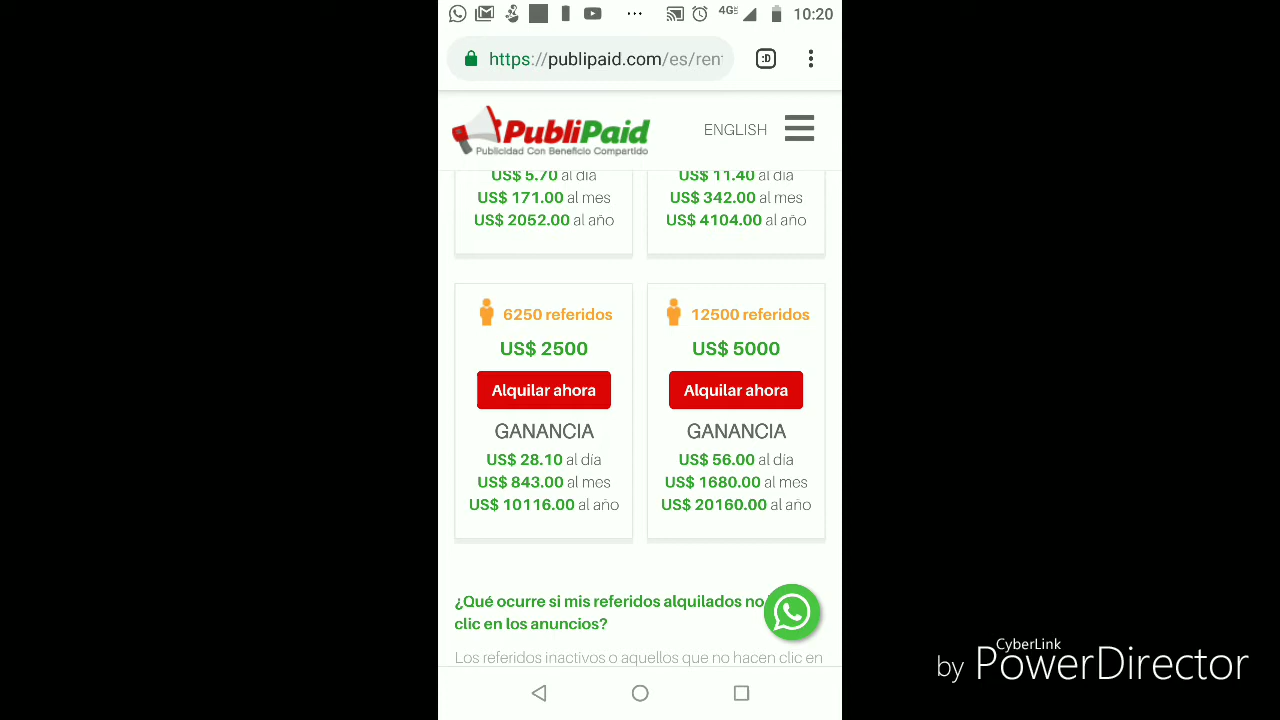 10:20
4GE
https://publipaid.com/es/ren
:D
PubliPaid
Publicidad Con Beneficio Compartido
ENGLISH
US$ 5.70 al día
US$ 171.00 al mes
US$ 2052.00 al año
US$ 11.40 al día
US$ 342.00 al mes
US$ 4104.00 al año
6250 referidos
US$ 2500
Alquilar ahora
GANANCIA
US$ 28.10 al día
US$ 843.00 al mes
US$ 10116.00 al año
12500 referidos
US$ 5000
Alquilar ahora
GANANCIA
US$ 56.00 al día
US$ 1680.00 al mes
US$ 20160.00 al año
¿Qué ocurre si mis referidos alquilados no
clic en los anuncios?
Los referidos inactivos o aquellos que no hacen clic en
CyberLink
by PowerDirector